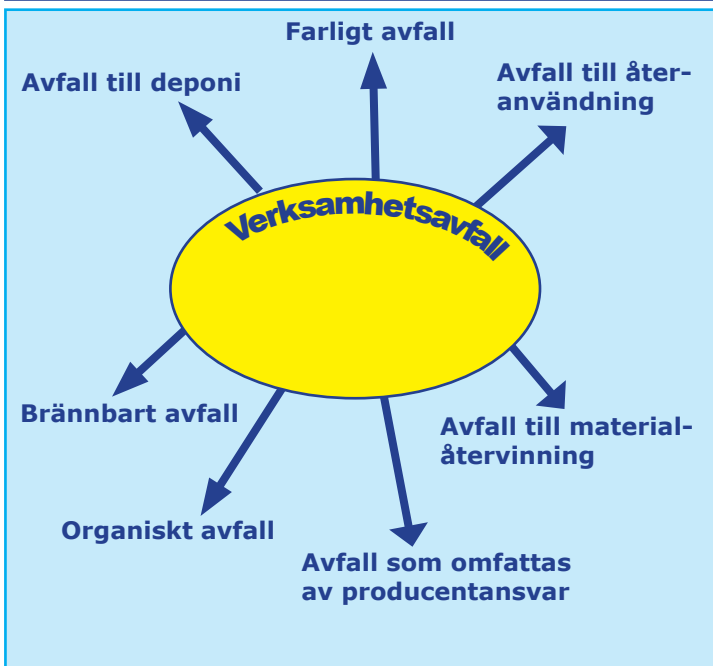 Farligt avfall
Avfall till deponi
Avfall till åter-
användning
Verksamhetsavfall
Brännbart avfall
Avfall till material-
återvinning
Organiskt avfall
Avfall som omfattas
av producentansvar